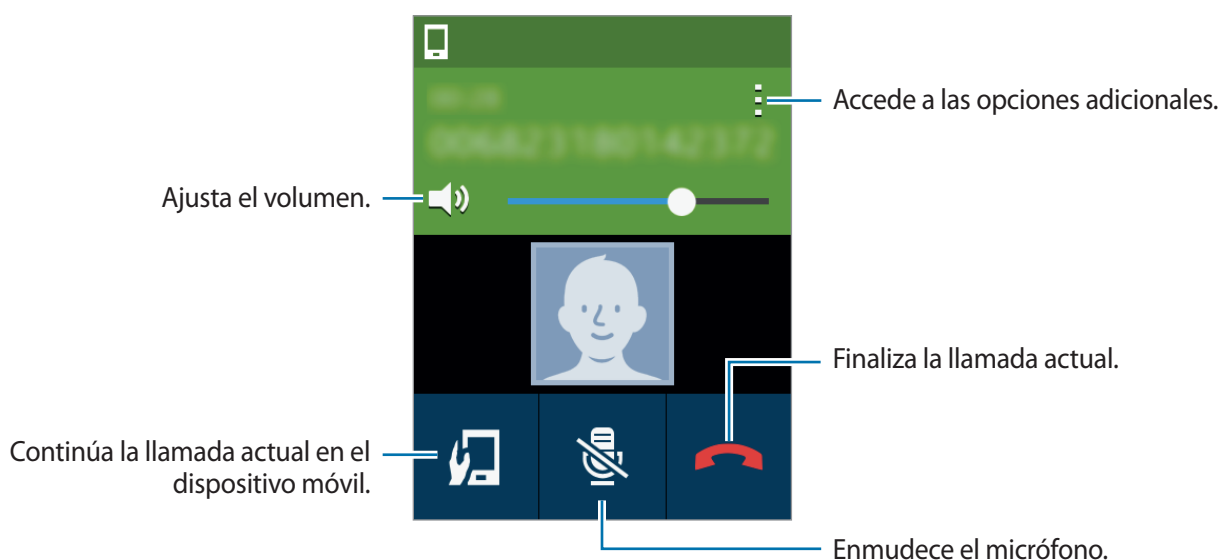 Accede a las opciones adicionales.
Ajusta el volumen.
Finaliza la llamada actual.
Continúa la llamada actual en el
dispositivo móvil.
Enmudece el micrófono.